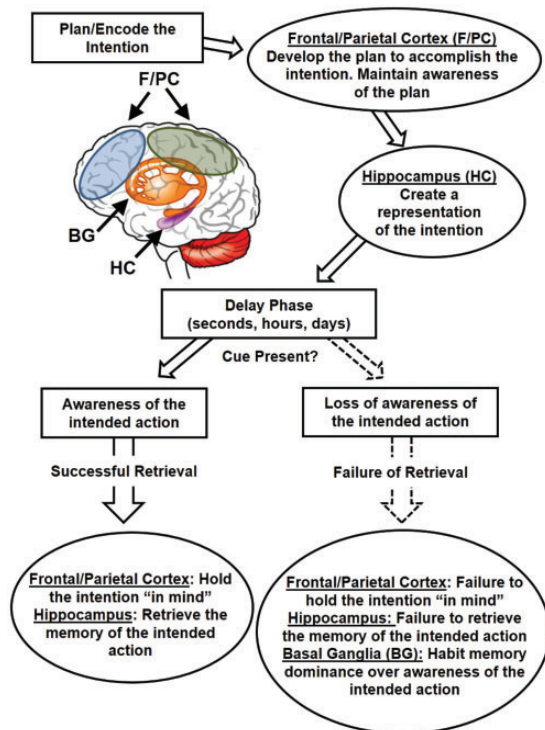 Plan/Encode the
Intention
Frontal/Parietal Cortex (F/PC)
Develop the plan to accomplish the
intention. Maintain awareness
of the plan
F/PC
BG
HC
Hippocampus (HC)
Create a
representation
of the intention
Delay Phase
(seconds, hours, days)
Cue Present?
Awareness of the
intended action
Loss of awareness of
the intended action
Successful Retrieval
Failure of Retrieval
Frontal/Parietal Cortex: Hold
the intention “in mind”
Hippocampus: Retrieve the
memory of the intended
action
Frontal/Parietal Cortex: Failure to
hold the intention “in mind”
Hippocampus: Failure to retrieve
the memory of the intended action
Basal Ganglia (BG): Habit memory
dominance over awareness of the
intended action